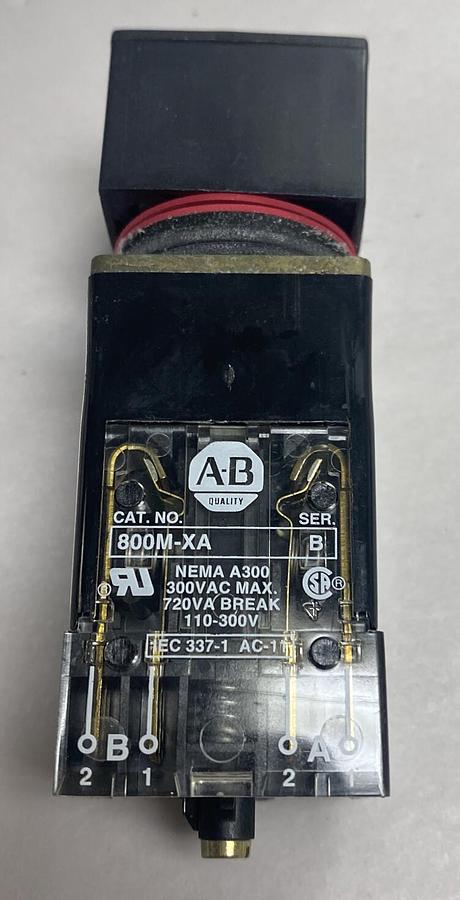 A-B
QUALITY
CAT. NO. SER.
800M-XA B
NEMA A300
300VAC MAX.
720VA BREAK
110-300V
IEC 337-1 AC-11
B A
2 1 2 1